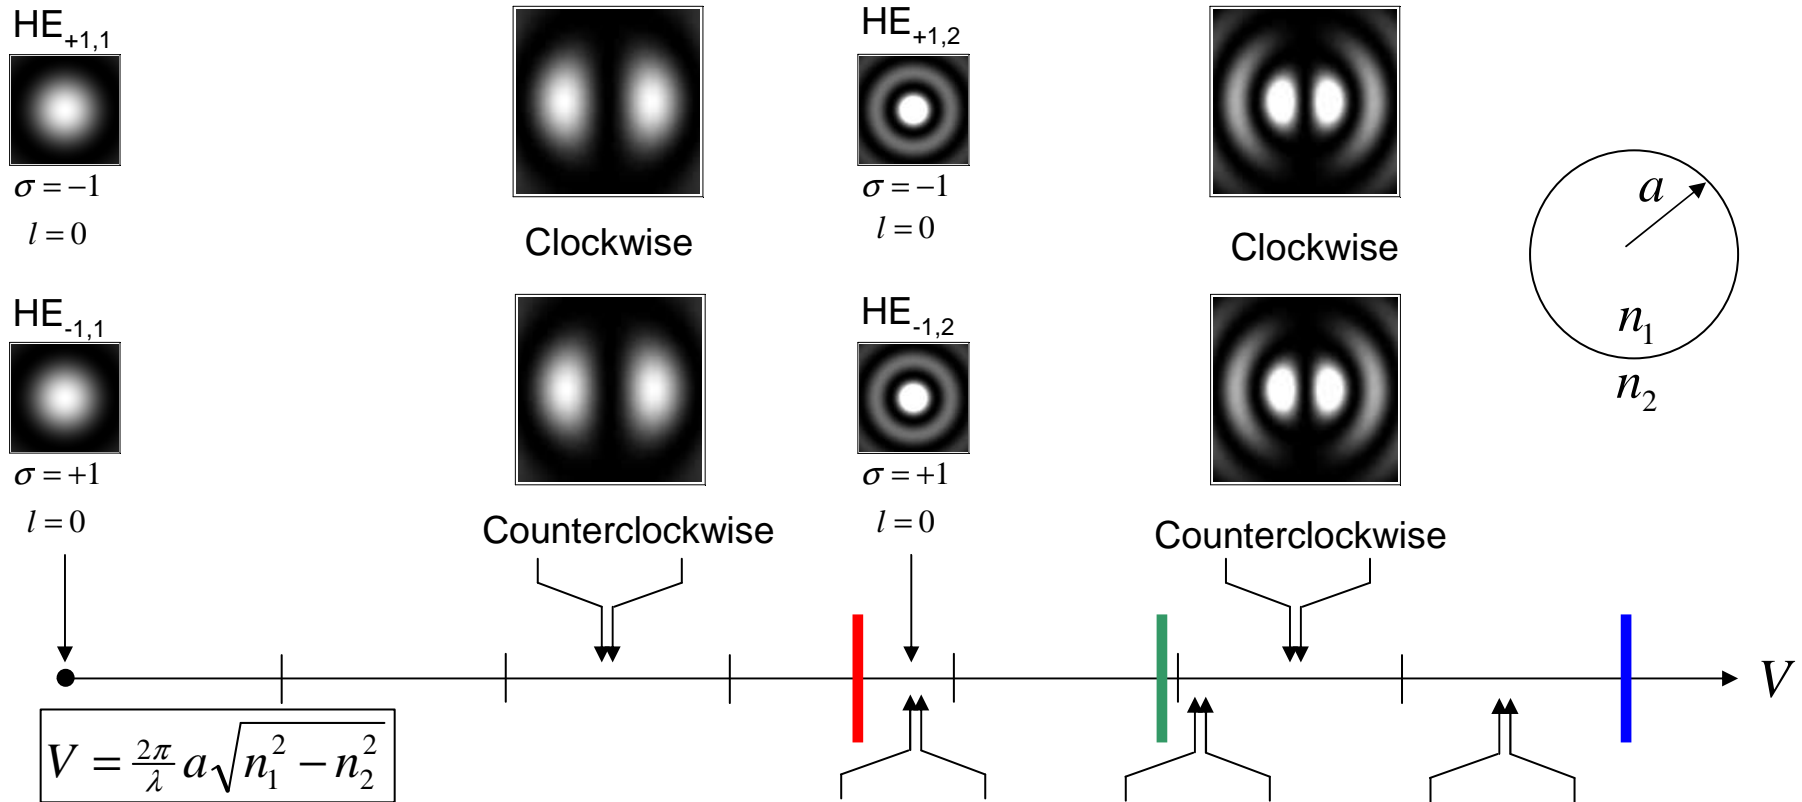 HE+1,1
σ = −1
l = 0
Clockwise
HE+1,2
σ = −1
l = 0
Clockwise
a
n1
n2
HE-1,1
σ = +1
l = 0
Counterclockwise
HE-1,2
σ = +1
l = 0
Counterclockwise
V
V = 2π/λ a√(n1² − n2²)